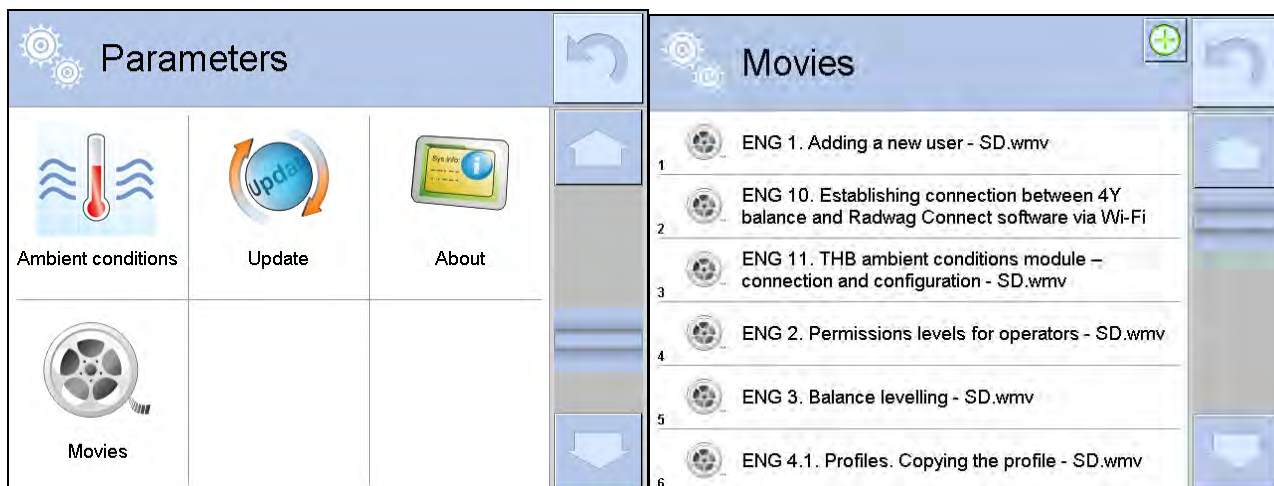 Parameters
Sys info:
Update
Ambient conditions
Update
About
Movies
Movies
1
ENG 1. Adding a new user - SD.wmv
2
ENG 10. Establishing connection between 4Y
balance and Radwag Connect software via Wi-Fi
3
ENG 11. THB ambient conditions module –
connection and configuration - SD.wmv
4
ENG 2. Permissions levels for operators - SD.wmv
5
ENG 3. Balance levelling - SD.wmv
6
ENG 4.1. Profiles. Copying the profile - SD.wmv